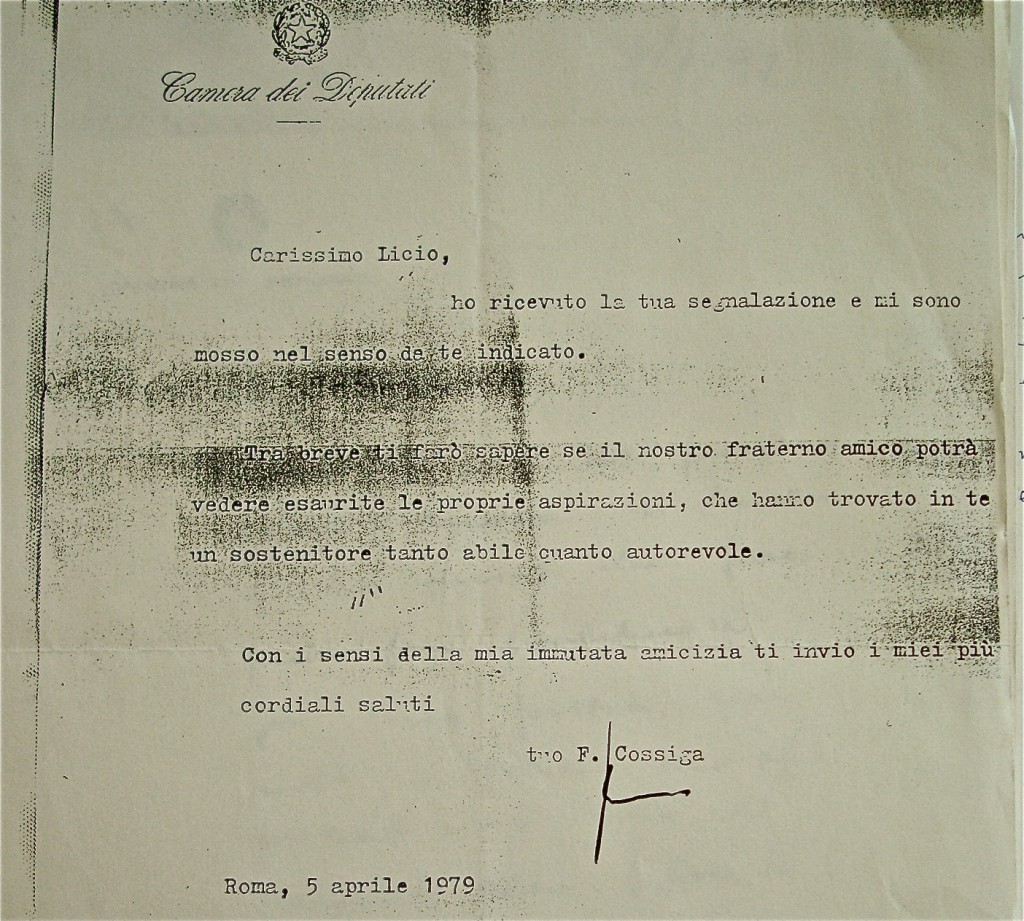 Camera dei Deputati
Carissimo Licio,
ho ricevuto la tua segnalazione e mi sono
mosso nel senso da te indicato.
Tra breve ti farò sapere se il nostro fraterno amico potrà
vedere esaurite le proprie aspirazioni, che hanno trovato in te
un sostenitore tanto abile quanto autorevole.
Con i sensi della mia immutata amicizia ti invio i miei più
cordiali saluti
tuo F. Cossiga
Roma, 5 aprile 1979